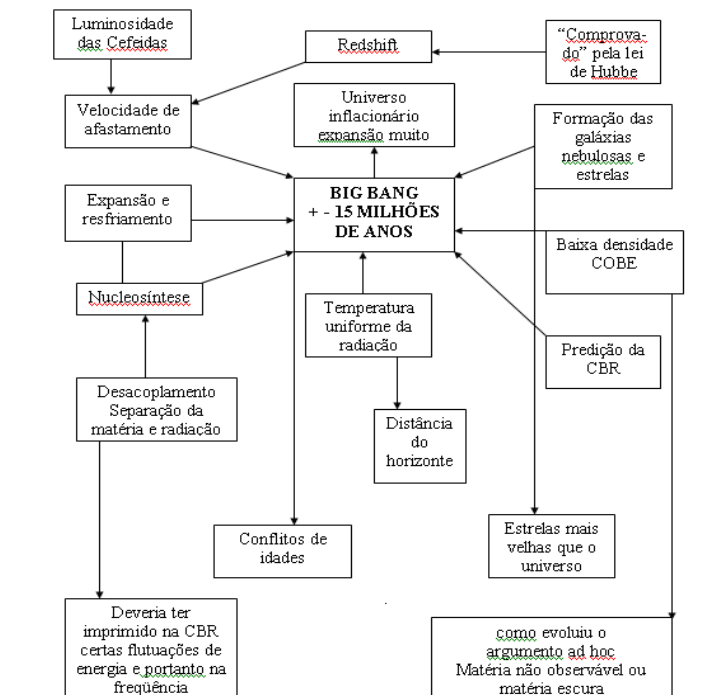 Luminosidade
das Cefeidas
Redshift
“Comprova-
do” pela lei
de Hubbe
Velocidade de
afastamento
Universo
inflacionário
expansão muito
Formação das
galáxias
nebulosas e
estrelas
Expansão e
resfriamento
BIG BANG
+ - 15 MILHÕES
DE ANOS
Baixa densidade
COBE
Nucleosíntese
Temperatura
uniforme da
radiação
Predição da
CBR
Desacoplamento
Separação da
matéria e radiação
Distância
do
horizonte
Conflitos de
idades
Estrelas mais
velhas que o
universo
Deveria ter
imprimido na CBR
certas flutuações de
energia e portanto na
freqüência
como evoluiu o
argumento ad hoc
Matéria não observável ou
matéria escura